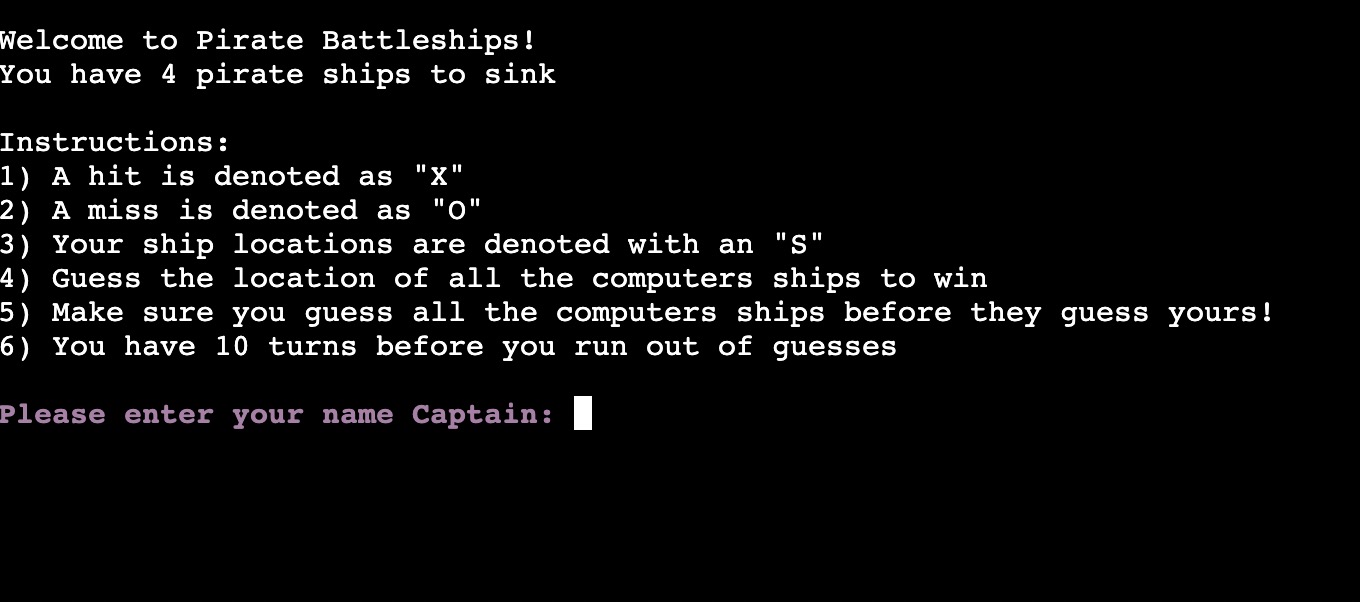 Welcome to Pirate Battleships!
You have 4 pirate ships to sink
Instructions:
1) A hit is denoted as "X"
2) A miss is denoted as "O"
3) Your ship locations are denoted with an "S"
4) Guess the location of all the computers ships to win
5) Make sure you guess all the computers ships before they guess yours!
6) You have 10 turns before you run out of guesses
Please enter your name Captain: